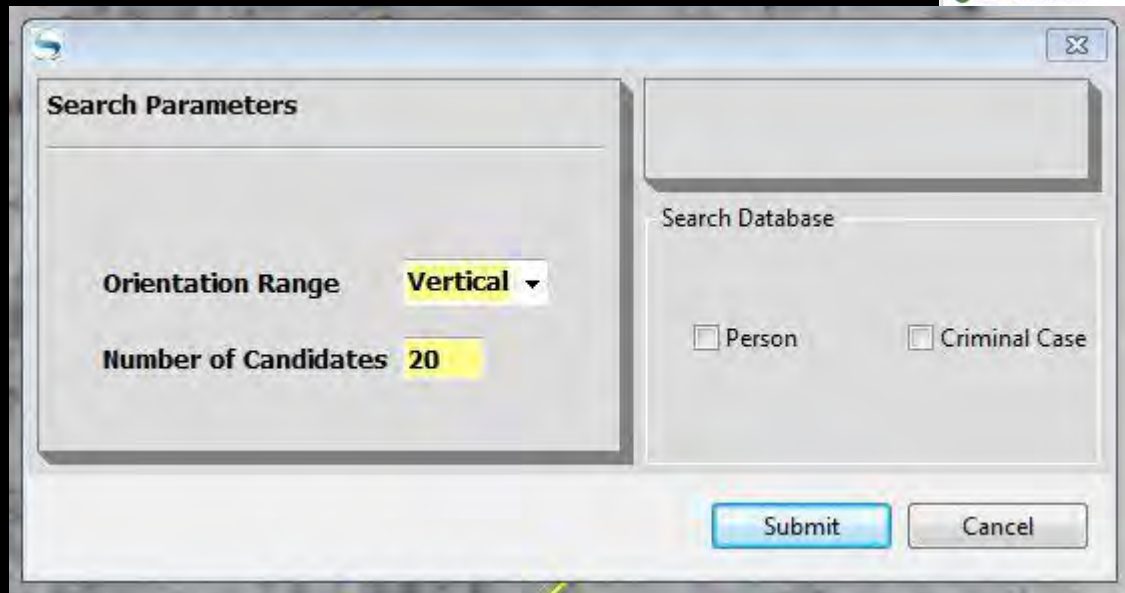 Search Parameters
Orientation Range Vertical
Number of Candidates 20
Search Database
Person Criminal Case
Submit Cancel